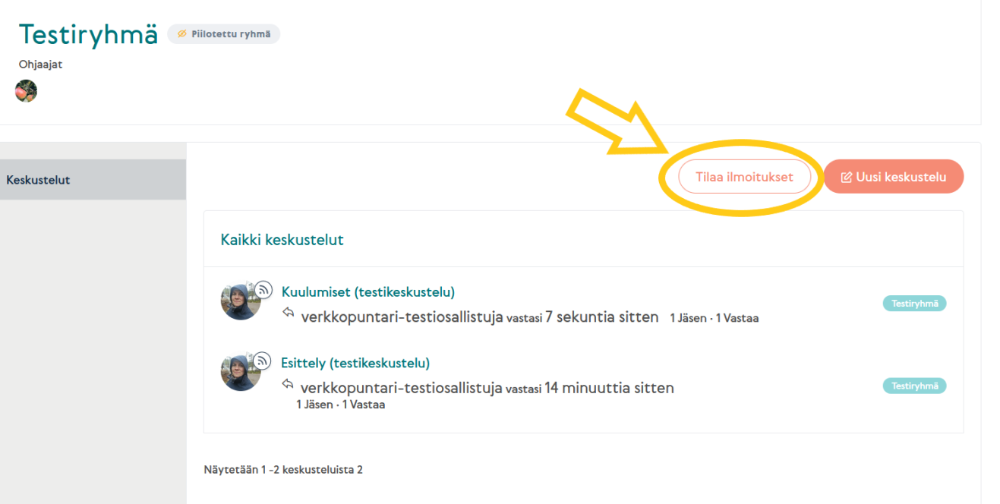 Testiryhmä Piilotettu ryhmä
Ohjaajat
Keskustelut
Tilaa ilmoitukset
Uusi keskustelu
Kaikki keskustelut
Kuulumiset (testikeskustelu)
verkkopuntari-testiosallistuja vastasi 7 sekuntia sitten 1 Jäsen · 1 Vastaa
Testiryhmä
Esittely (testikeskustelu)
verkkopuntari-testiosallistuja vastasi 14 minuuttia sitten
1 Jäsen · 1 Vastaa
Testiryhmä
Näytetään 1 -2 keskusteluista 2